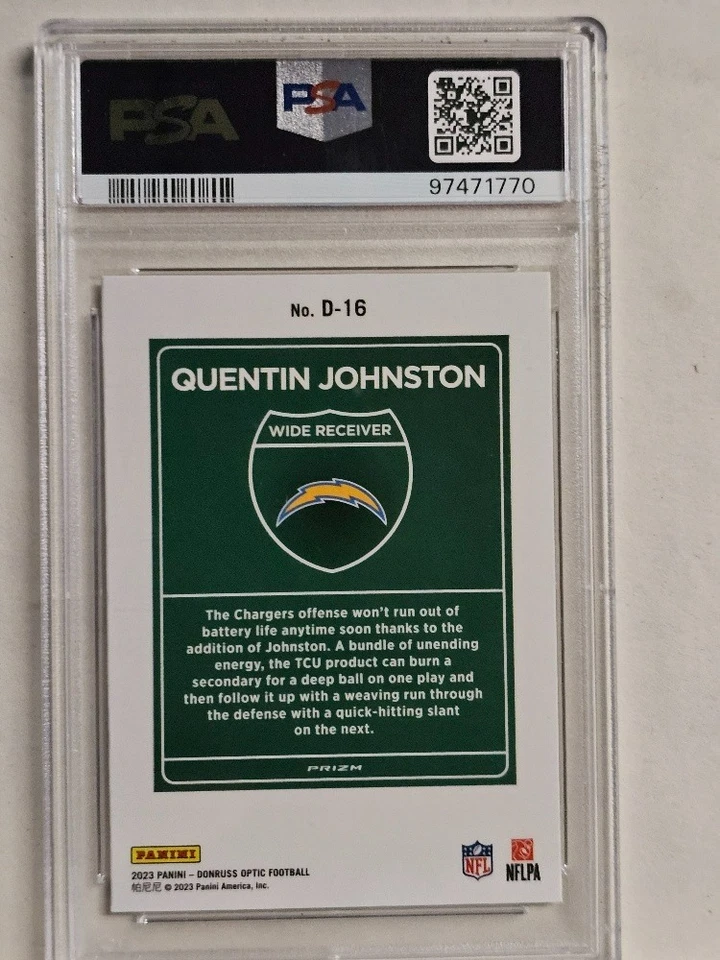 PSA PSA
97471770
No. D-16
QUENTIN JOHNSTON
WIDE RECEIVER
The Chargers offense won't run out of
battery life anytime soon thanks to the
addition of Johnston. A bundle of unending
energy, the TCU product can burn a
secondary for a deep ball on one play and
then follow it up with a weaving run through
the defense with a quick-hitting slant
on the next.
PRIZM
PANINI
2023 PANINI – DONRUSS OPTIC FOOTBALL
帕尼尼 © 2023 Panini America, Inc.
NFL
NFLPA